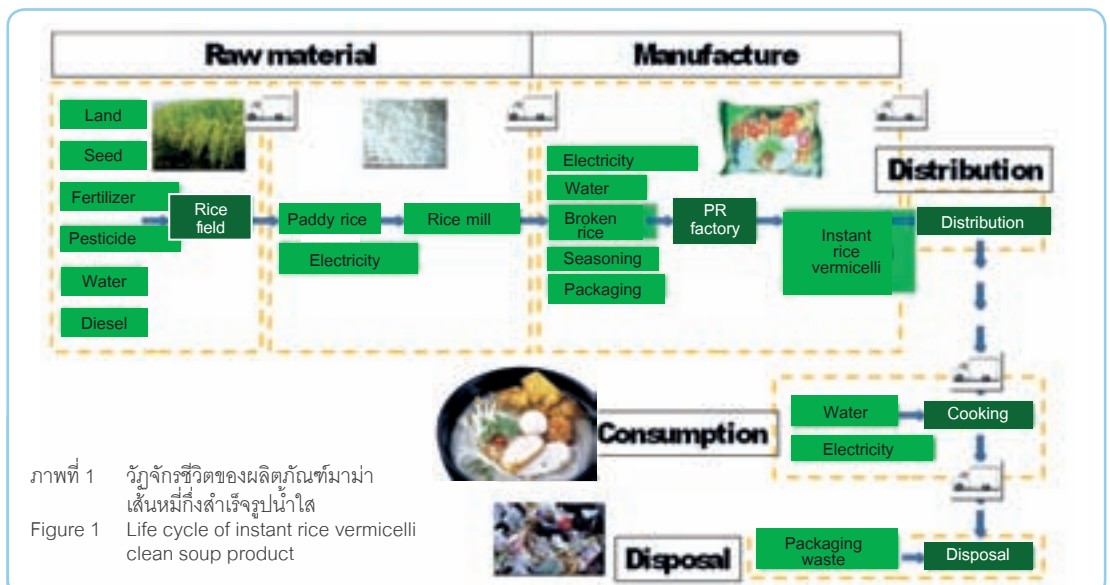 Raw material
Manufacture
Land
Seed
Fertilizer
Pesticide
Water
Diesel
Rice
field
Paddy rice
Electricity
Rice mill
Electricity
Water
Broken
rice
Seasoning
Packaging
PR
factory
Instant
rice
vermicelli
Distribution
Distribution
Consumption
Water
Electricity
Cooking
Disposal
Packaging
waste
Disposal
ภาพที่ 1 วัฏจักรชีวิตของผลิตภัณฑ์มาม่า
เส้นหมี่กึ่งสำเร็จรูปน้ำใส
Figure 1 Life cycle of instant rice vermicelli
clean soup product